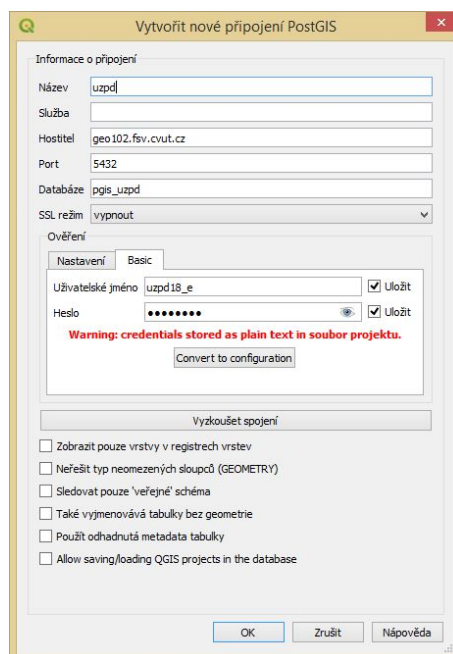 Vytvořit nové připojení PostGIS
Informace o připojení
Název uzpd
Služba
Hostitel geo102.fsv.cvut.cz
Port 5432
Databáze pgis_uzpd
SSL režim vypnout
Ověření
Nastavení Basic
Uživatelské jméno uzpd18_e Uložit
Heslo ●●●●●●●● Uložit
Warning: credentials stored as plain text in soubor projektu.
Convert to configuration
Vyzkoušet spojení
Zobrazit pouze vrstvy v registrech vrstev
Neřešit typ neomezených sloupců (GEOMETRY)
Sledovat pouze 'veřejné' schéma
Také vyjmenovává tabulky bez geometrie
Použít odhadnutá metadata tabulky
Allow saving/loading QGIS projects in the database
OK Zrušit Nápověda